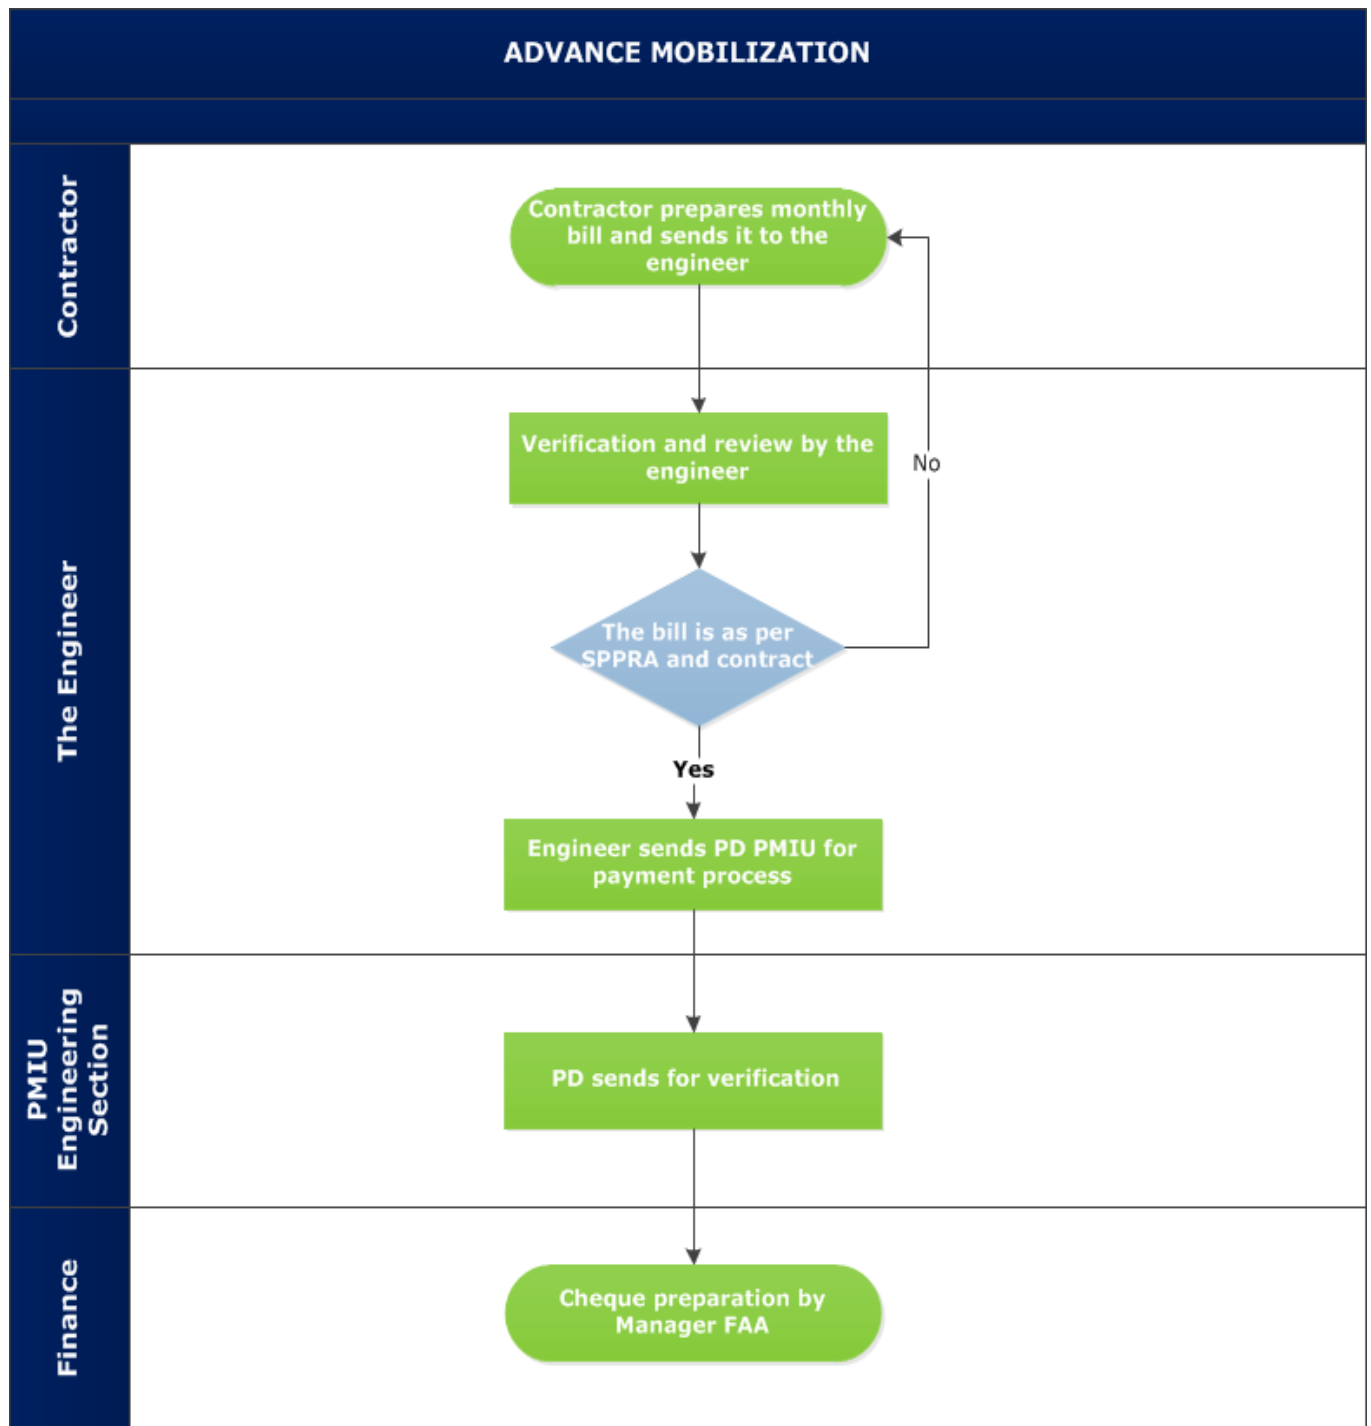 ADVANCE MOBILIZATION
Contractor
Contractor prepares monthly
bill and sends it to the
engineer
The Engineer
Verification and review by the
engineer
No
The bill is as per
SPPRA and contract
Yes
Engineer sends PD PMIU for
payment process
PMIU
Engineering
Section
PD sends for verification
Finance
Cheque preparation by
Manager FAA